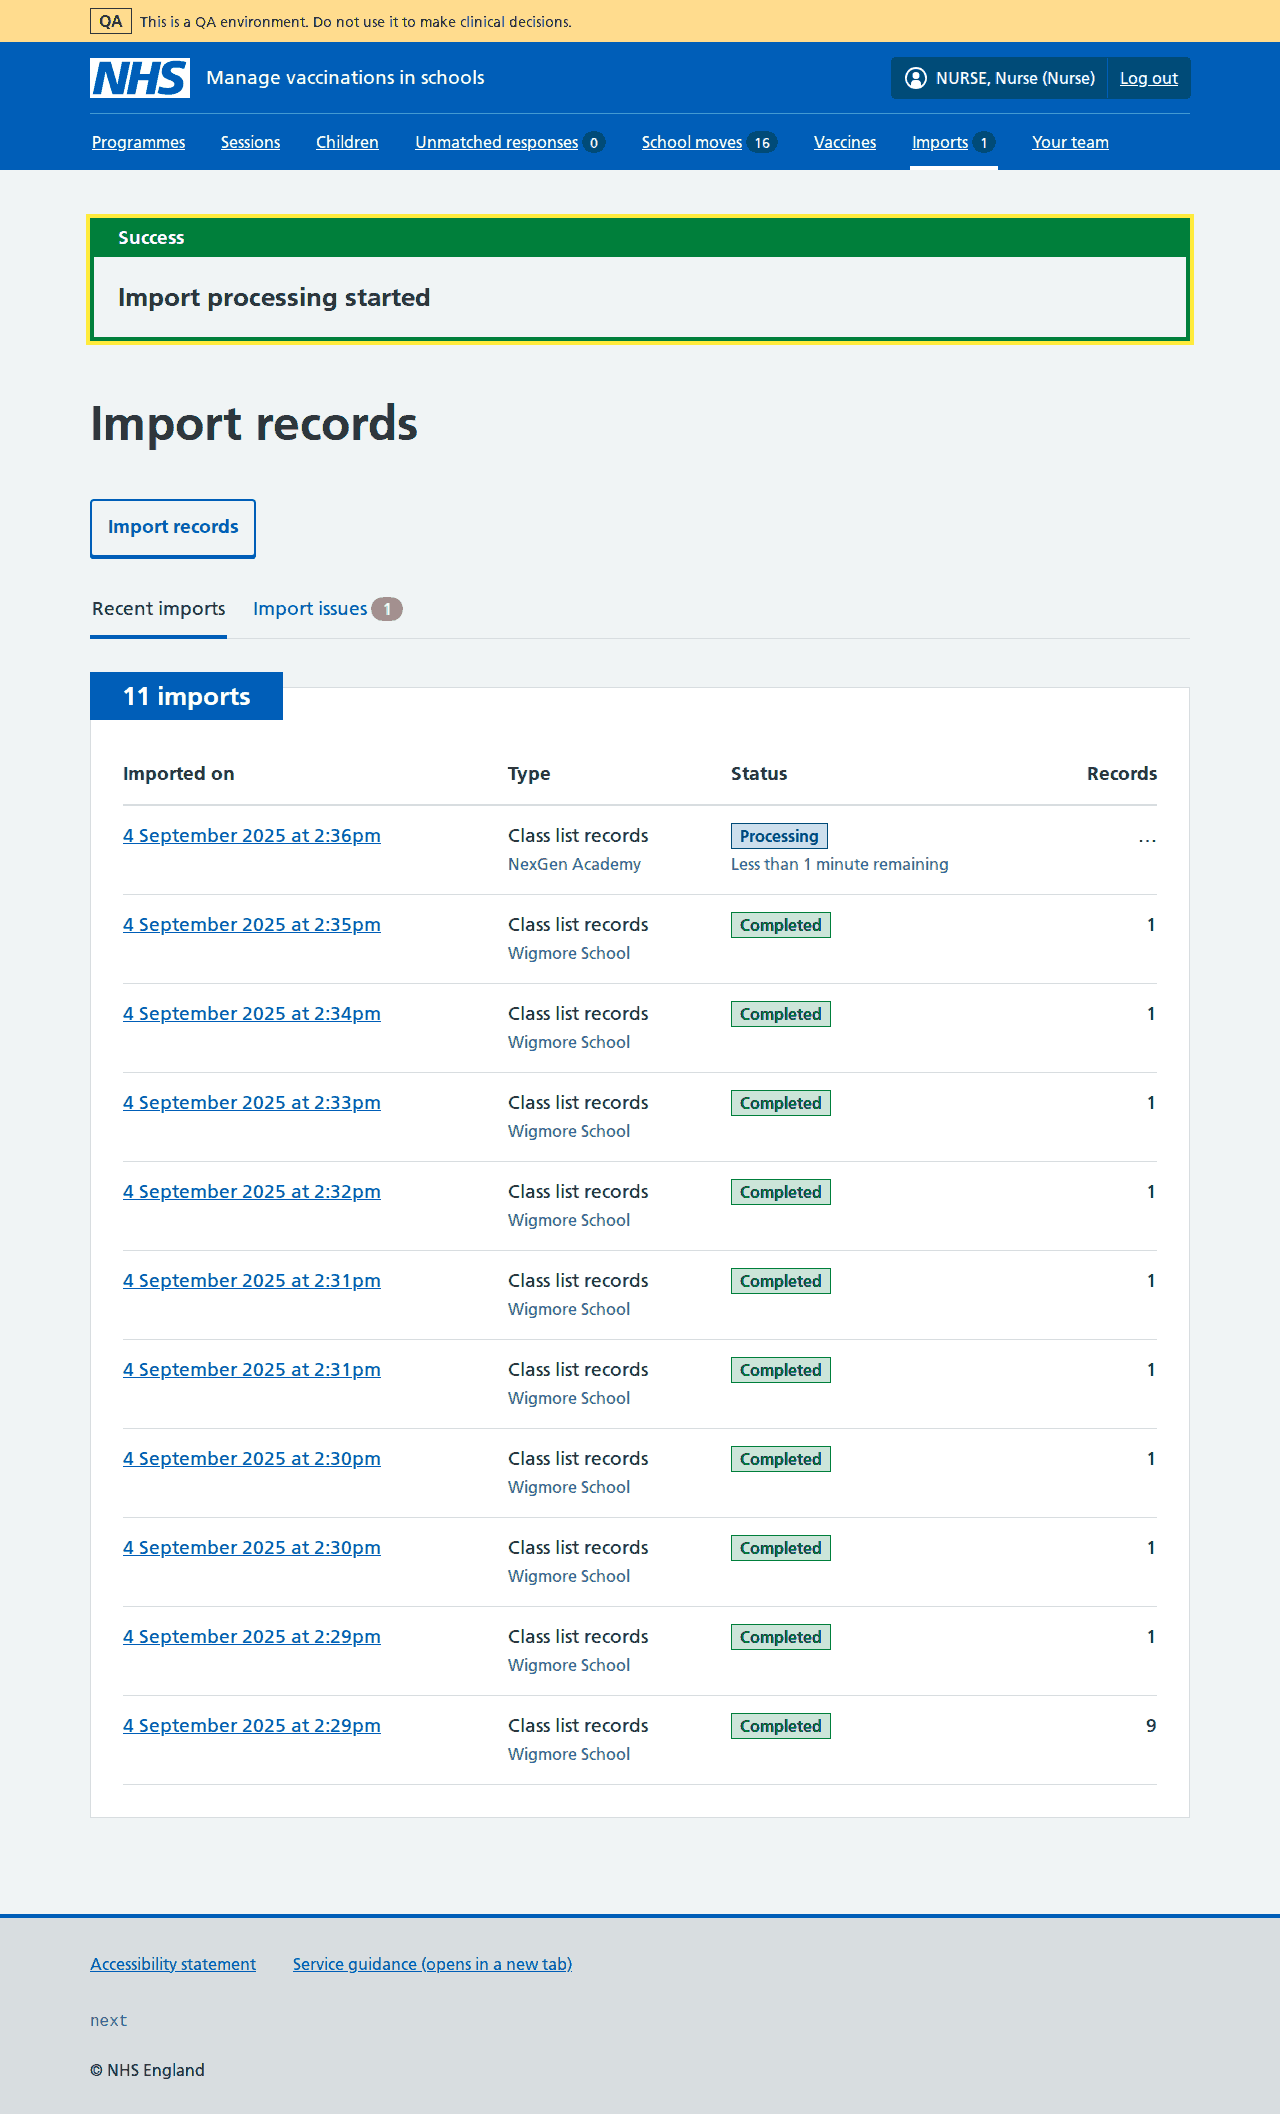 QA This is a QA environment. Do not use it to make clinical decisions.
NHS Manage vaccinations in schools NURSE, Nurse (Nurse) Log out
Programmes Sessions Children Unmatched responses 0 School moves 16 Vaccines Imports 1 Your team
Success
Import processing started
Import records
Import records
Recent imports Import issues 1
11 imports
Imported on Type Status Records
4 September 2025 at 2:36pm Class list records Processing ...
NexGen Academy Less than 1 minute remaining
4 September 2025 at 2:35pm Class list records Completed 1
Wigmore School
4 September 2025 at 2:34pm Class list records Completed 1
Wigmore School
4 September 2025 at 2:33pm Class list records Completed 1
Wigmore School
4 September 2025 at 2:32pm Class list records Completed 1
Wigmore School
4 September 2025 at 2:31pm Class list records Completed 1
Wigmore School
4 September 2025 at 2:31pm Class list records Completed 1
Wigmore School
4 September 2025 at 2:30pm Class list records Completed 1
Wigmore School
4 September 2025 at 2:30pm Class list records Completed 1
Wigmore School
4 September 2025 at 2:29pm Class list records Completed 1
Wigmore School
4 September 2025 at 2:29pm Class list records Completed 9
Wigmore School
Accessibility statement Service guidance (opens in a new tab)
next
© NHS England